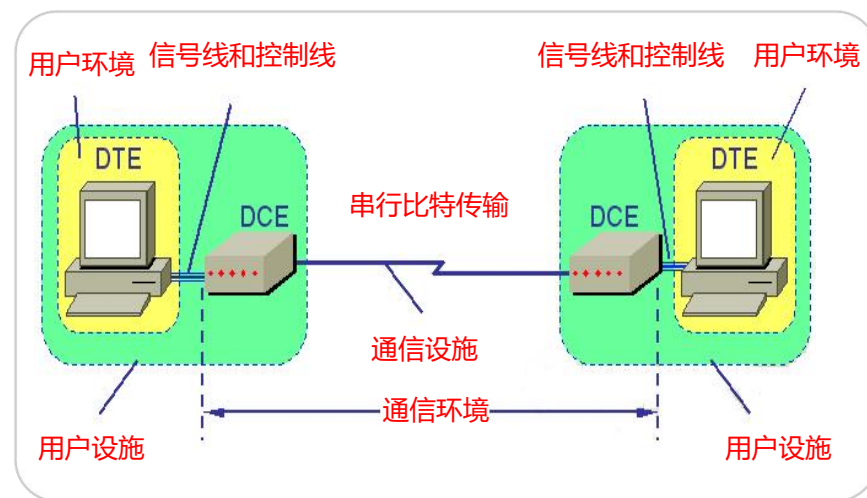 用户环境
信号线和控制线
信号线和控制线
用户环境
DTE
DTE
DCE
串行比特传输
DCE
通信设施
通信环境
用户设施
用户设施